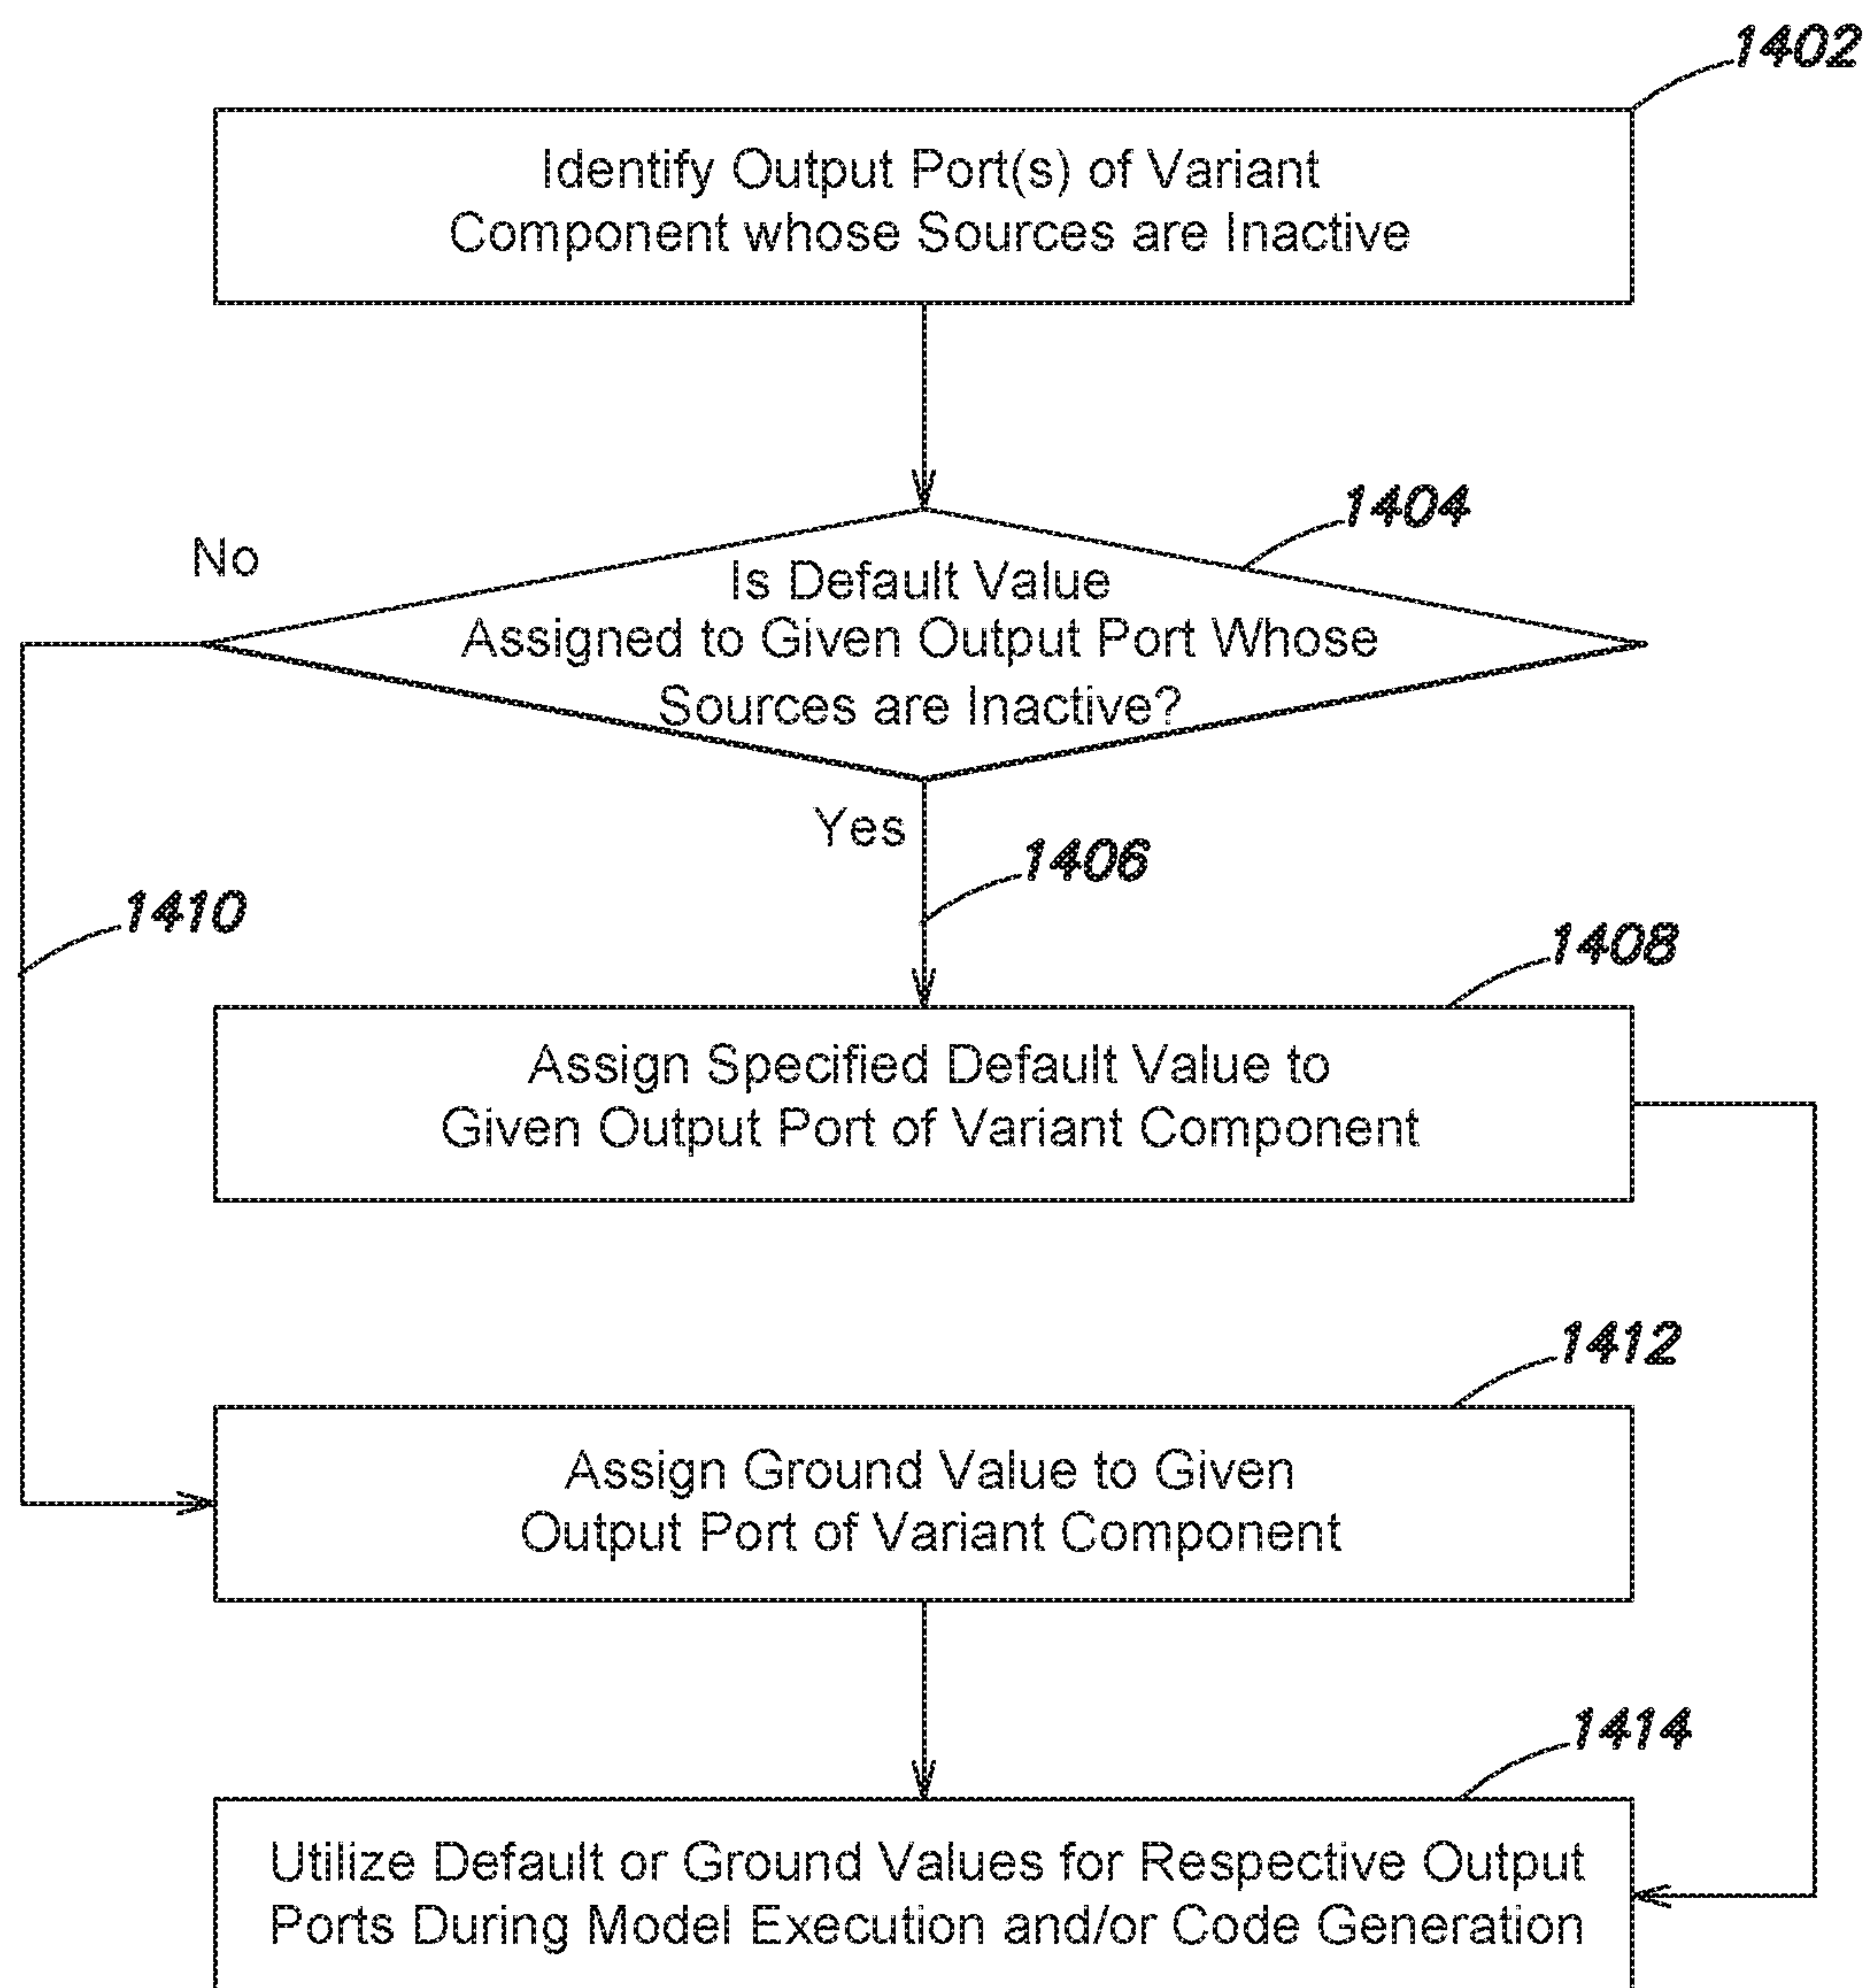 1402
Identify Output Port(s) of Variant
Component whose Sources are Inactive
1404
No
Is Default Value
Assigned to Given Output Port Whose
Sources are Inactive?
Yes
1406
1410
1408
Assign Specified Default Value to
Given Output Port of Variant Component
1412
Assign Ground Value to Given
Output Port of Variant Component
1414
Utilize Default or Ground Values for Respective Output
Ports During Model Execution and/or Code Generation